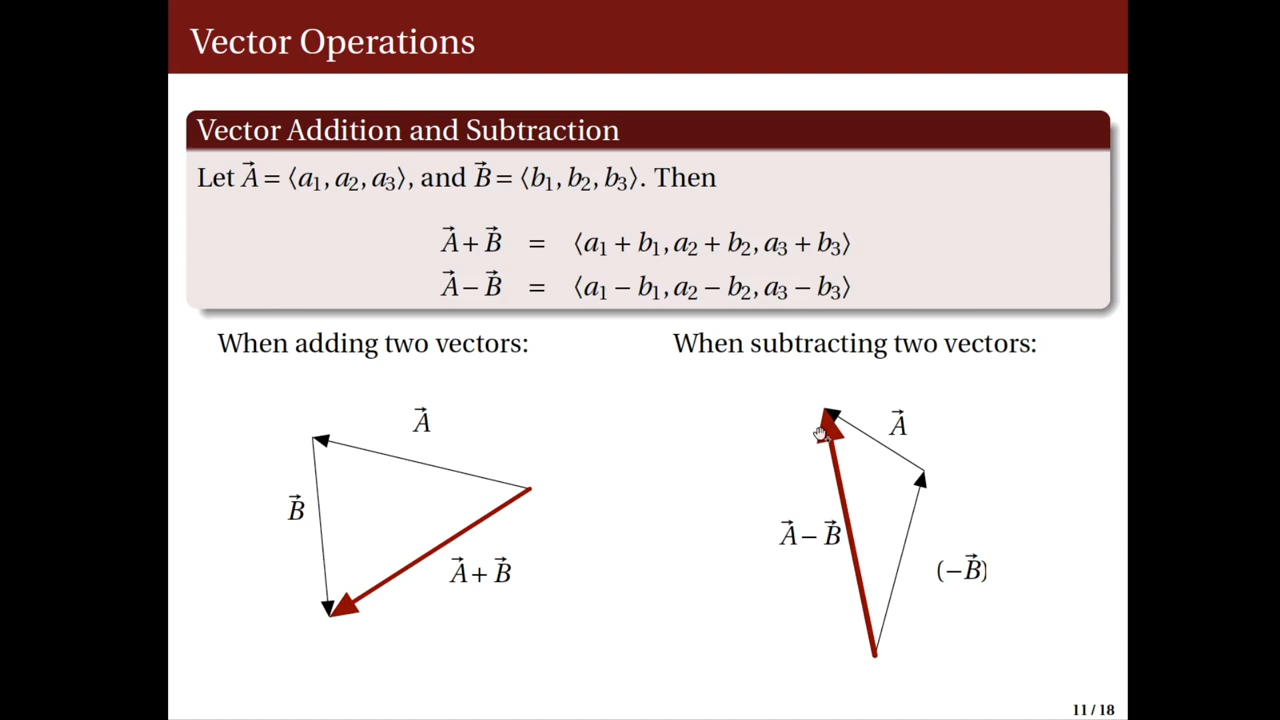 Vector Operations
Vector Addition and Subtraction
Let A⃗ = ⟨a₁, a₂, a₃⟩, and B⃗ = ⟨b₁, b₂, b₃⟩. Then
A⃗ + B⃗ = ⟨a₁ + b₁, a₂ + b₂, a₃ + b₃⟩
A⃗ − B⃗ = ⟨a₁ − b₁, a₂ − b₂, a₃ − b₃⟩
When adding two vectors:
A⃗
B⃗
A⃗ + B⃗
When subtracting two vectors:
A⃗
A⃗ − B⃗
(−B⃗)
11 / 18